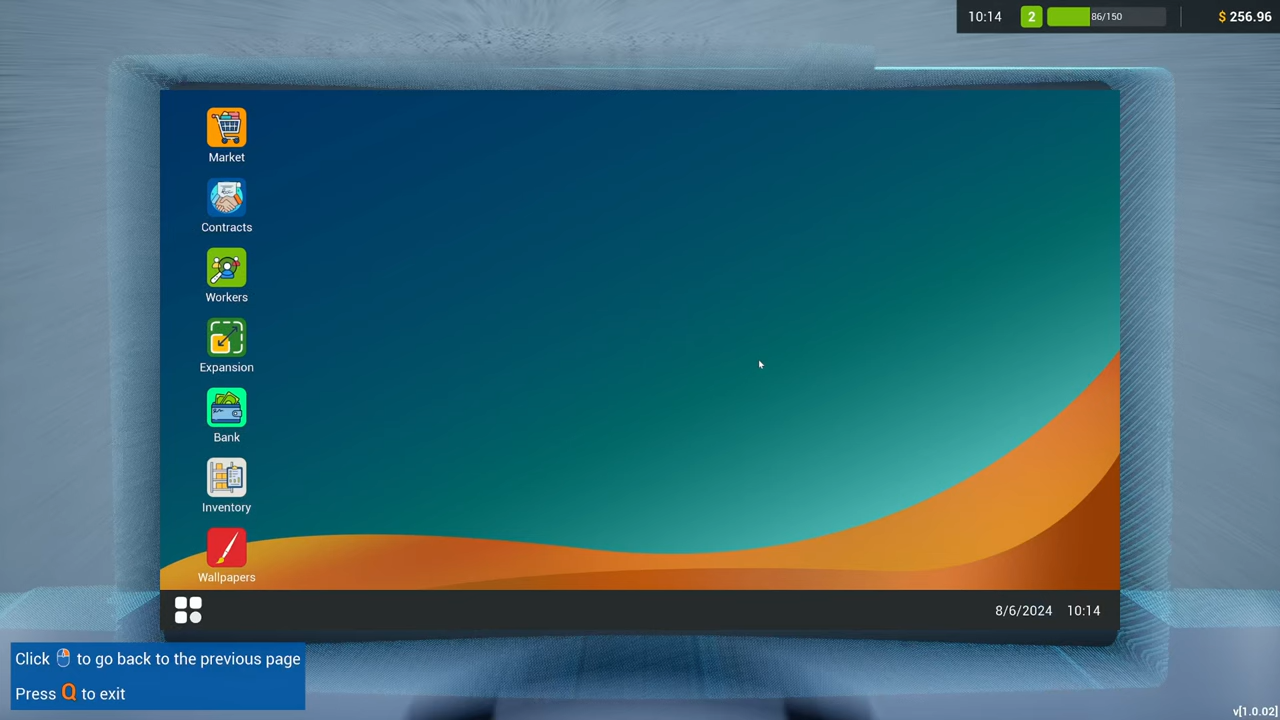 10:14 2 86/150 $ 256.96
Market
Contracts
Workers
Expansion
Bank
Inventory
Wallpapers
8/6/2024 10:14
Click to go back to the previous page
Press Q to exit
v[1.0.02]